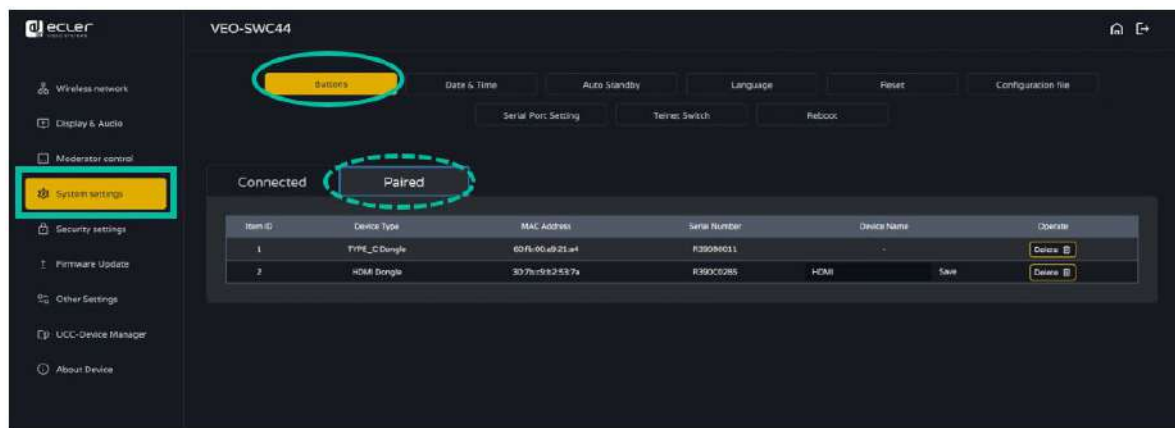 ecler
VEO-SWC44
Wireless network
Display & Audio
Moderator control
System settings
Security settings
Firmware Update
Other Settings
UCC-Device Manager
About Device
Buttons
Date & Time
Auto Standby
Language
Reset
Configuration file
Serial Port Setting
Telnet Switch
Reboot
Connected
Paired
Item ID Device Type MAC Address Serial Number Device Name Operate
1 TYPE_C Dongle R390B0011 - Delete
2 HDMI Dongle R390C0285 HDMI Save Delete